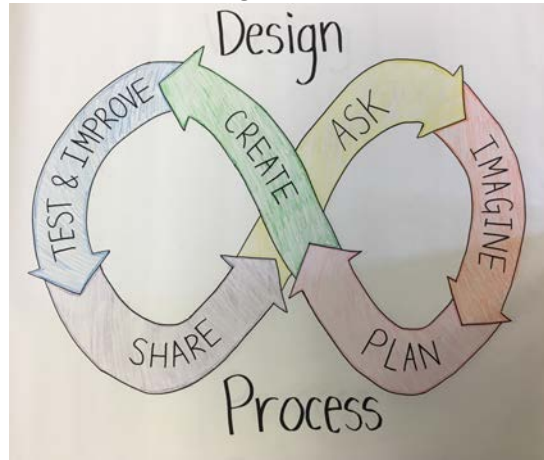 Design
ASK
IMAGINE
PLAN
CREATE
TEST & IMPROVE
SHARE
Process